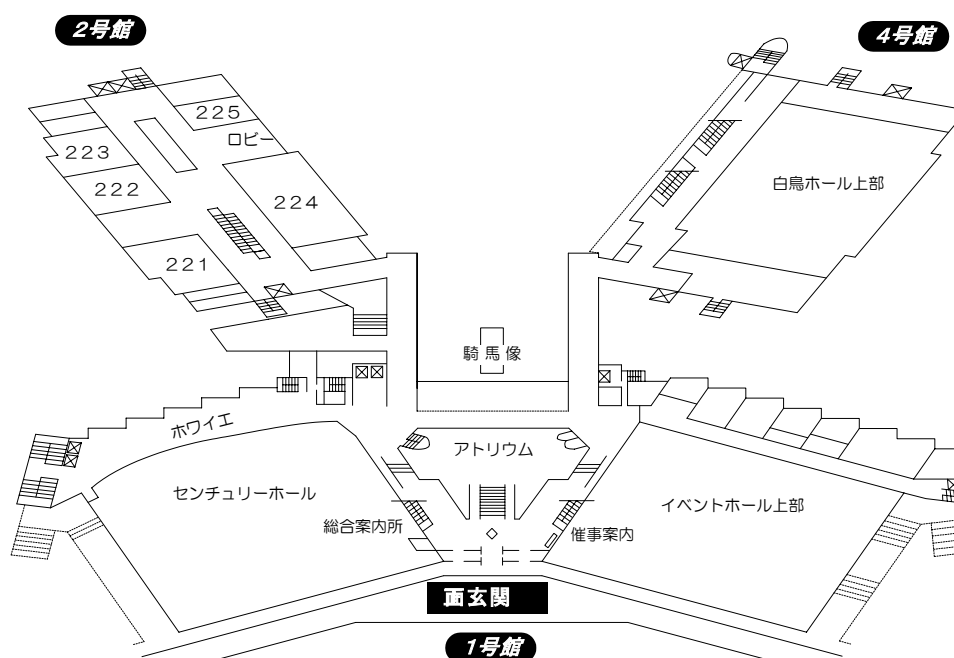 2号館
4号館
225
ロビー
223
222
224
221
白鳥ホール上部
騎馬像
ホワイエ
アトリウム
センチュリーホール
イベントホール上部
総合案内所
催事案内
面玄関
1号館